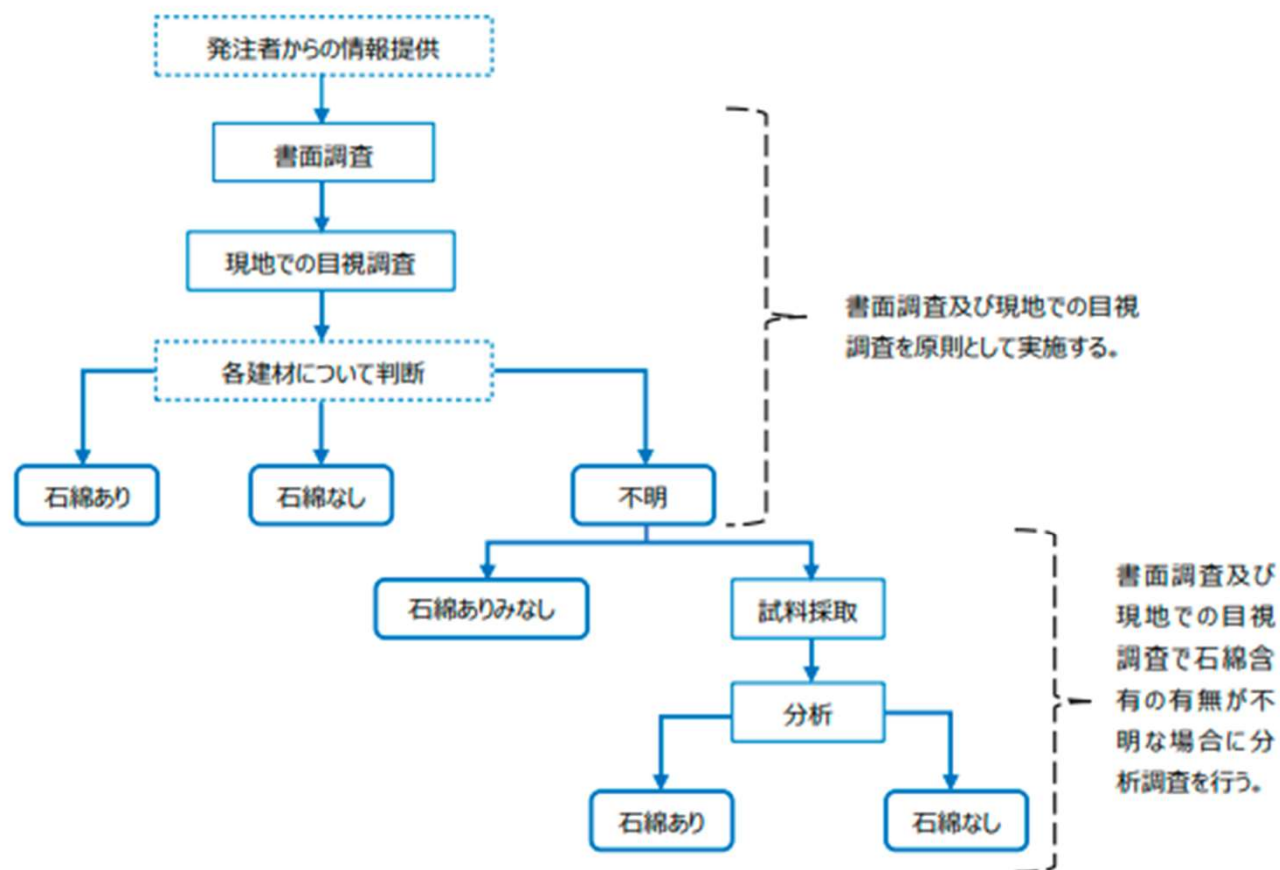 発注者からの情報提供
書面調査
現地での目視調査
各建材について判断
石綿あり
石綿なし
不明
書面調査及び現地での目視
調査を原則として実施する。
石綿ありみなし
試料採取
分析
石綿あり
石綿なし
書面調査及び
現地での目視
調査で石綿含
有の有無が不
明な場合に分
析調査を行う。